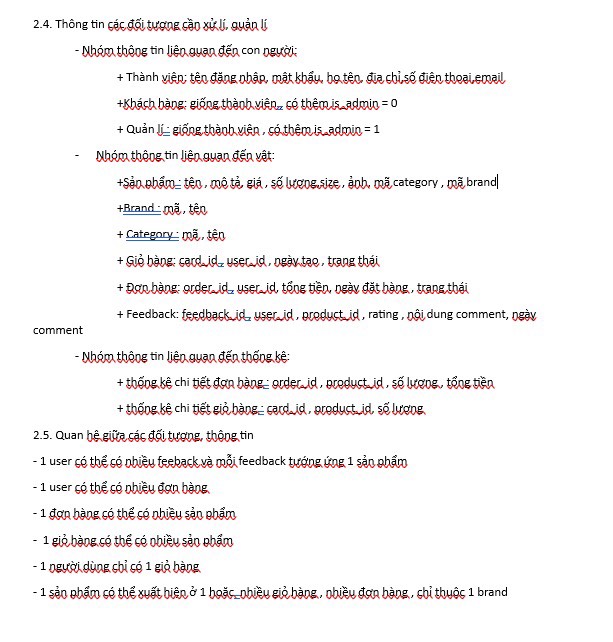 2.4. Thông tin các đối tượng cần xử lí, quản lí
- Nhóm thông tin liên quan đến con người:
+ Thành viên: tên đăng nhập, mật khẩu, họ tên, địa chỉ,số điện thoại,email
+Khách hàng: giống thành viên , có thêm is_admin = 0
+ Quản lí : giống thành viên , có thêm is_admin = 1
- Nhóm thông tin liên quan đến vật:
+Sản phẩm : tên , mô tả, giá , số lượng,size , ảnh, mã category , mã brand
+Brand : mã , tên
+ Category : mã , tên
+ Giỏ hàng: card_id , user_id , ngày tạo , trạng thái
+ Đơn hàng: order_id , user_id, tổng tiền, ngày đặt hàng , trạng thái
+ Feedback: feedback_id , user_id , product_id , rating , nội dung comment, ngày
comment
- Nhóm thông tin liên quan đến thống kê:
+ thống kê chi tiết đơn hàng : order_id , product_id , số lượng , tổng tiền
+ thống kê chi tiết giỏ hàng : card_id , product_id, số lượng
2.5. Quan hệ giữa các đối tượng, thông tin
- 1 user có thể có nhiều feeback và mỗi feedback tướng ứng 1 sản phẩm
- 1 user có thể có nhiều đơn hàng
- 1 đơn hàng có thể có nhiều sản phẩm
- 1 giỏ hàng có thể có nhiều sản phẩm
- 1 người dùng chỉ có 1 giỏ hàng
- 1 sản phẩm có thể xuất hiện ở 1 hoặc nhiều giỏ hàng , nhiều đơn hàng , chỉ thuộc 1 brand